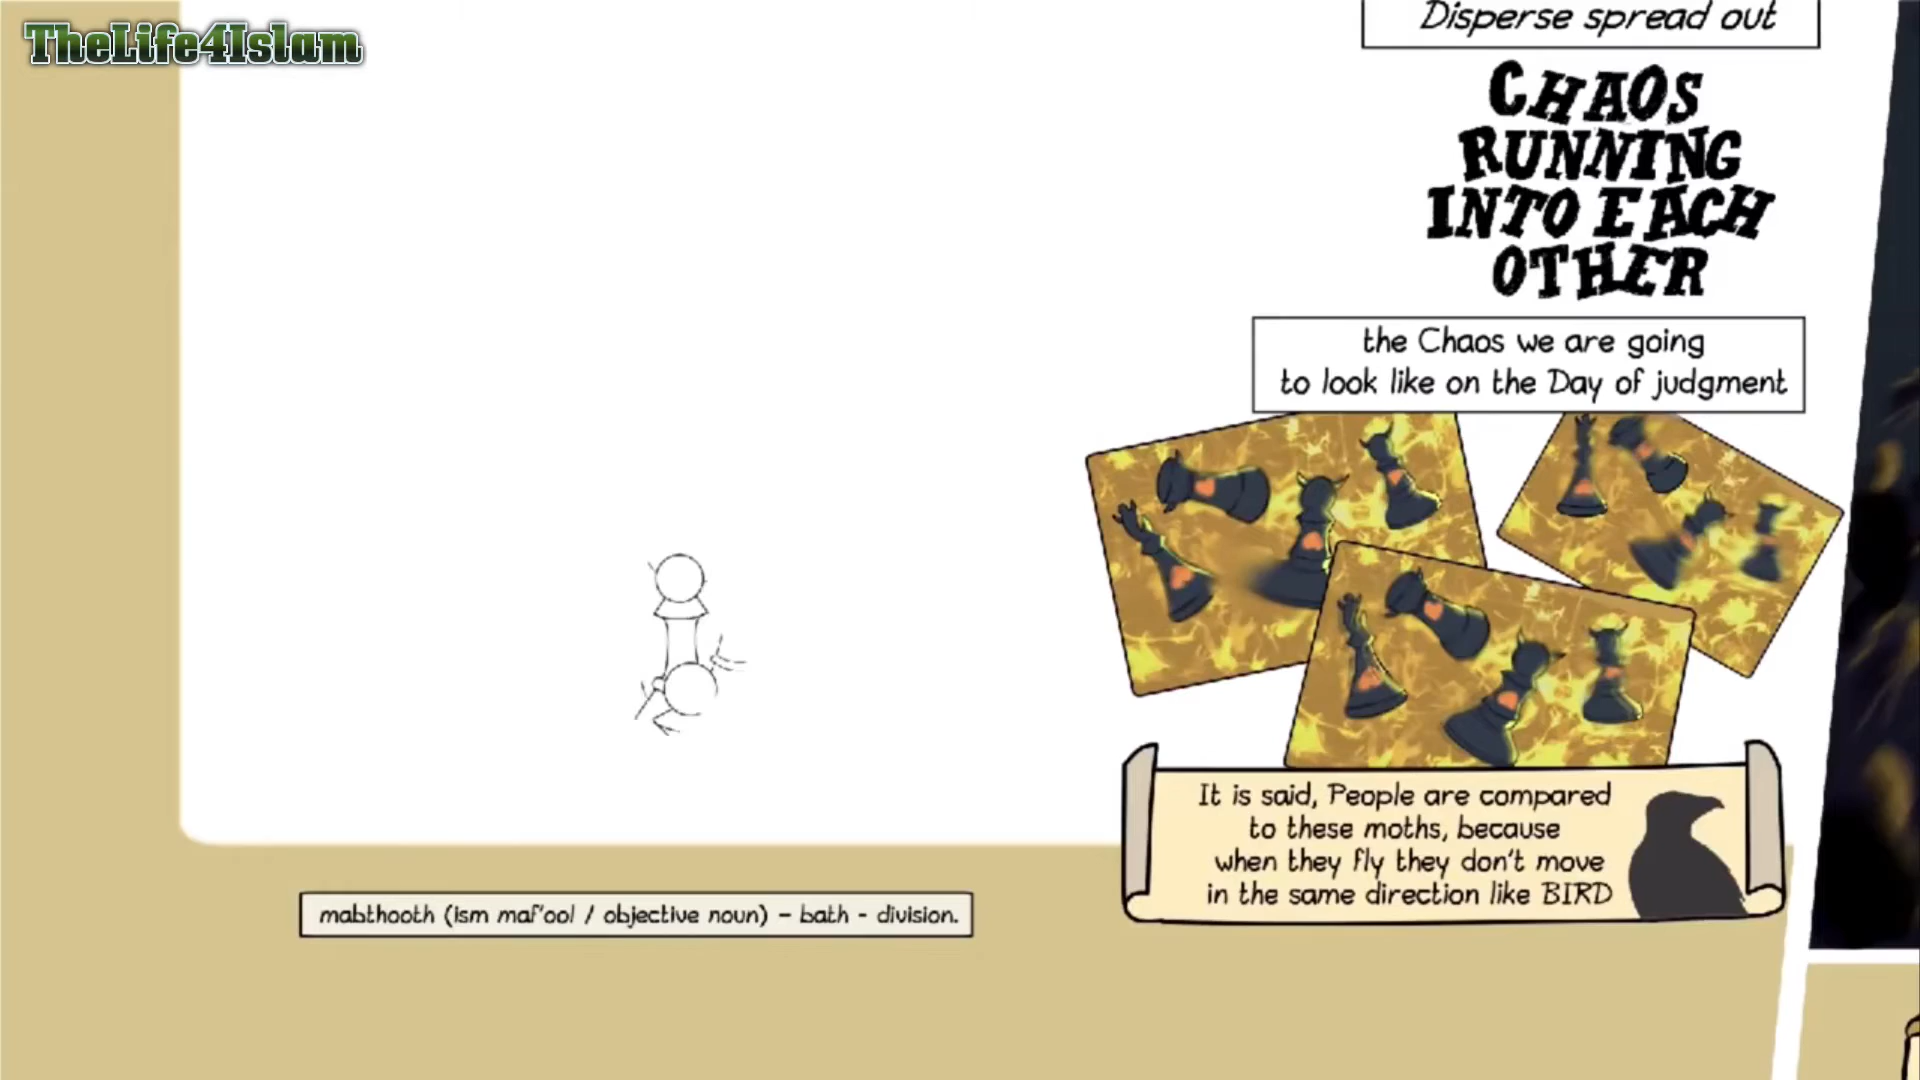 TheLife4Islam
Disperse spread out
CHAOS
RUNNING
INTO EACH
OTHER
the Chaos we are going
to look like on the Day of judgment
It is said, People are compared
to these moths, because
when they fly they don't move
in the same direction like BIRD
mabthooth (ism maf'ool / objective noun) - bath - division.